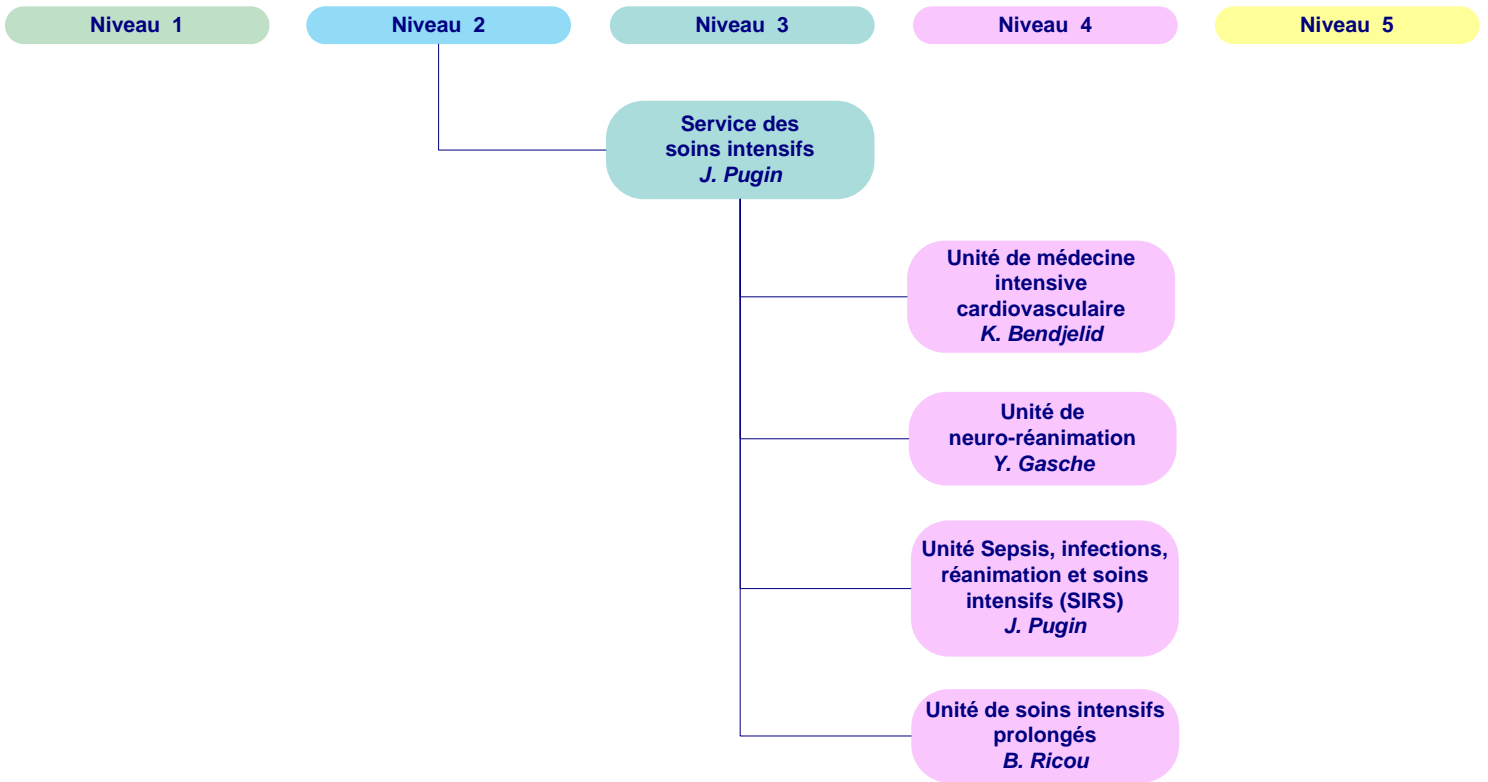 Niveau 1
Niveau 2
Niveau 3
Niveau 4
Niveau 5
Service des
soins intensifs
J. Pugin
Unité de médecine
intensive
cardiovasculaire
K. Bendjelid
Unité de
neuro-réanimation
Y. Gasche
Unité Sepsis, infections,
réanimation et soins
intensifs (SIRS)
J. Pugin
Unité de soins intensifs
prolongés
B. Ricou